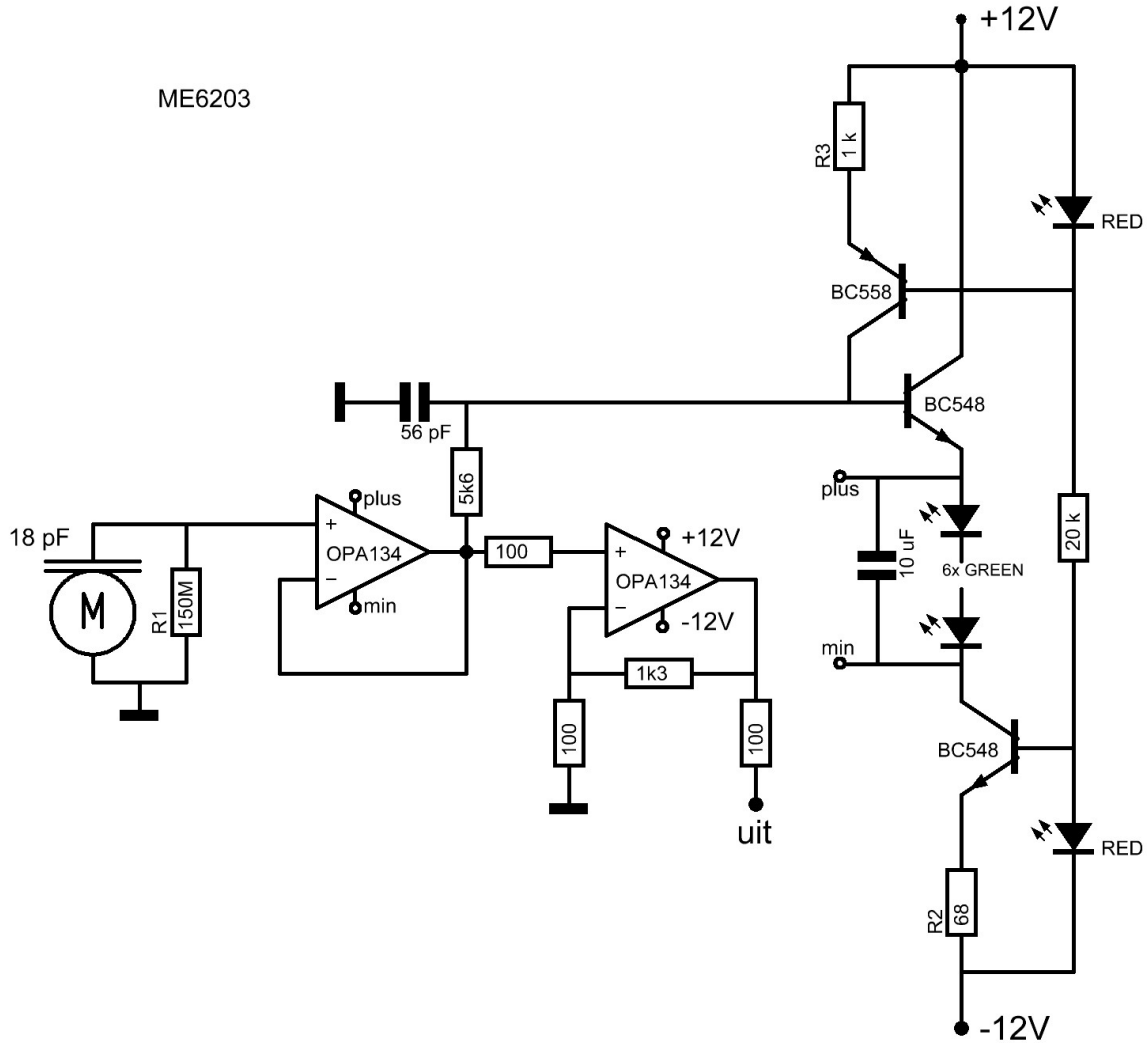 +12V
ME6203
R3
1 k
RED
BC558
BC548
56 pF
5k6
plus
plus
18 pF
+
OPA134
−
min
100
+
OPA134
−
+12V
-12V
10 uF
6x GREEN
20 k
M
R1
150M
min
1k3
100
100
BC548
uit
RED
R2
68
-12V